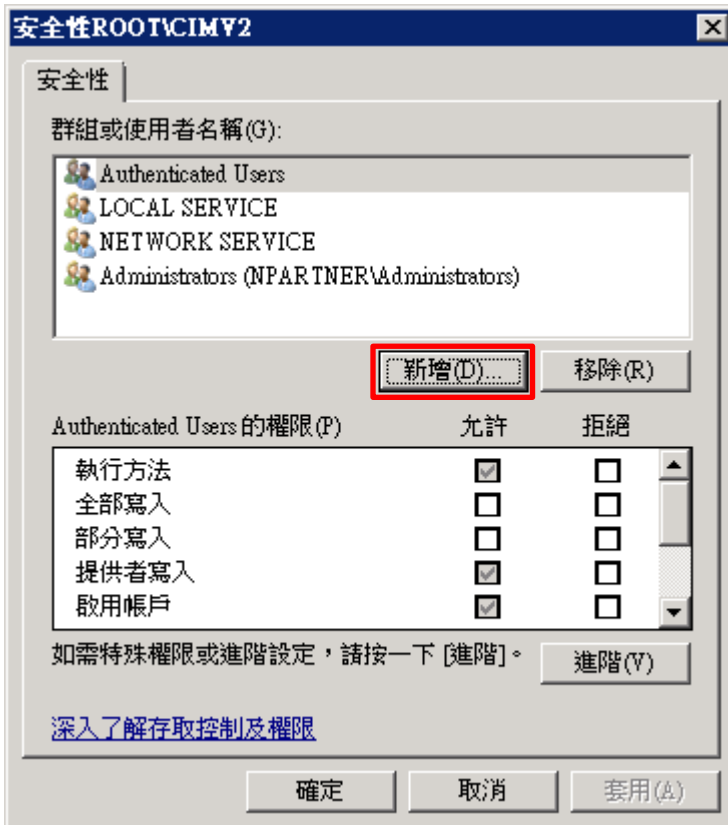 安全性ROOT\CIMV2
安全性
群組或使用者名稱(G):
Authenticated Users
LOCAL SERVICE
NETWORK SERVICE
Administrators (NPARTNER\Administrators)
新增(D)... 移除(R)
Authenticated Users 的權限(P) 允許 拒絕
執行方法
全部寫入
部分寫入
提供者寫入
啟用帳戶
如需特殊權限或進階設定，請按一下 [進階]。 進階(V)
深入了解存取控制及權限
確定 取消 套用(A)